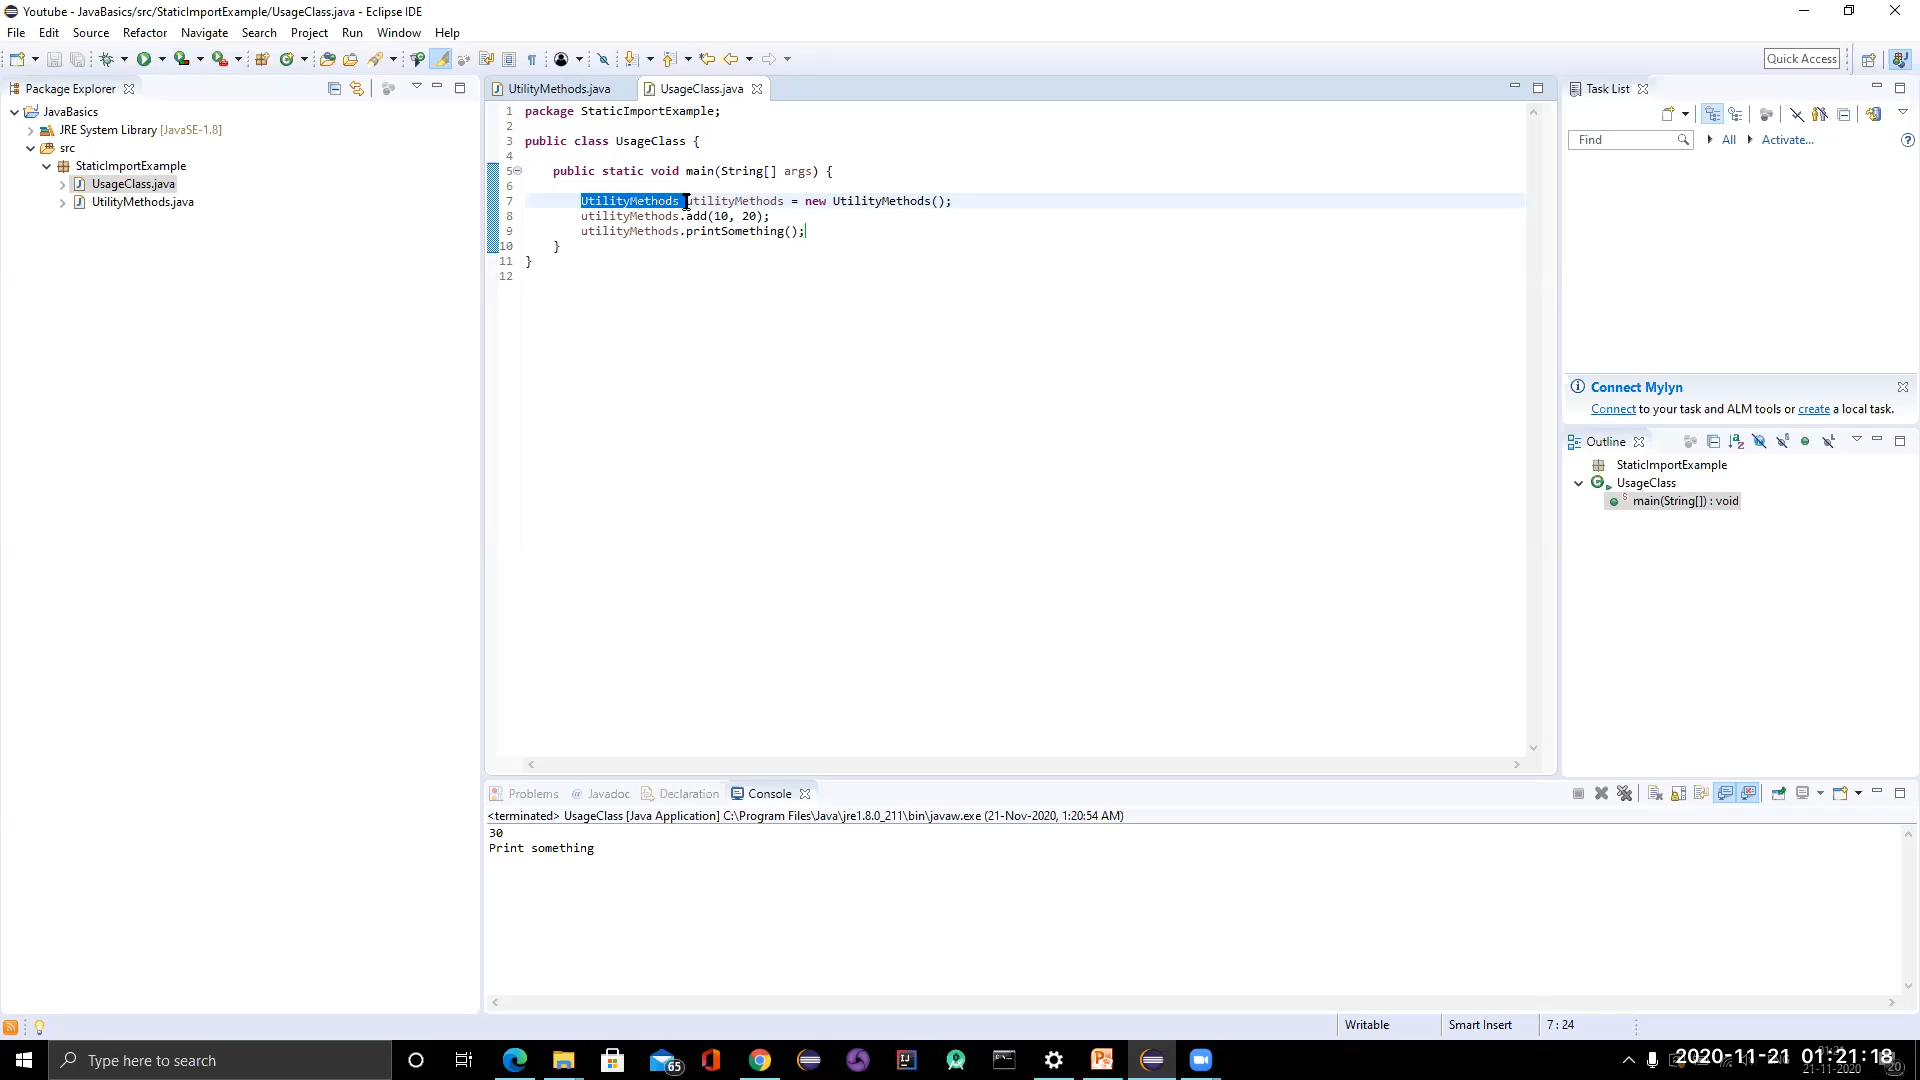 Youtube - JavaBasics/src/StaticImportExample/UsageClass.java - Eclipse IDE
File Edit Source Refactor Navigate Search Project Run Window Help
Quick Access
Package Explorer
JavaBasics
JRE System Library [JavaSE-1.8]
src
StaticImportExample
UsageClass.java
UtilityMethods.java
UtilityMethods.java UsageClass.java
1 package StaticImportExample;
2
3 public class UsageClass {
4
5 public static void main(String[] args) {
6
7 UtilityMethods utilityMethods = new UtilityMethods();
8 utilityMethods.add(10, 20);
9 utilityMethods.printSomething();
10 }
11 }
12
Task List
Find All Activate...
Connect Mylyn
Connect to your task and ALM tools or create a local task.
Outline
StaticImportExample
UsageClass
main(String[]) : void
Problems @ Javadoc Declaration Console
<terminated> UsageClass [Java Application] C:\Program Files\Java\jre1.8.0_211\bin\javaw.exe (21-Nov-2020, 1:20:54 AM)
30
Print something
Writable Smart Insert 7 : 24
Type here to search
65
2020-11-21 01:21:18
21-11-2020
20